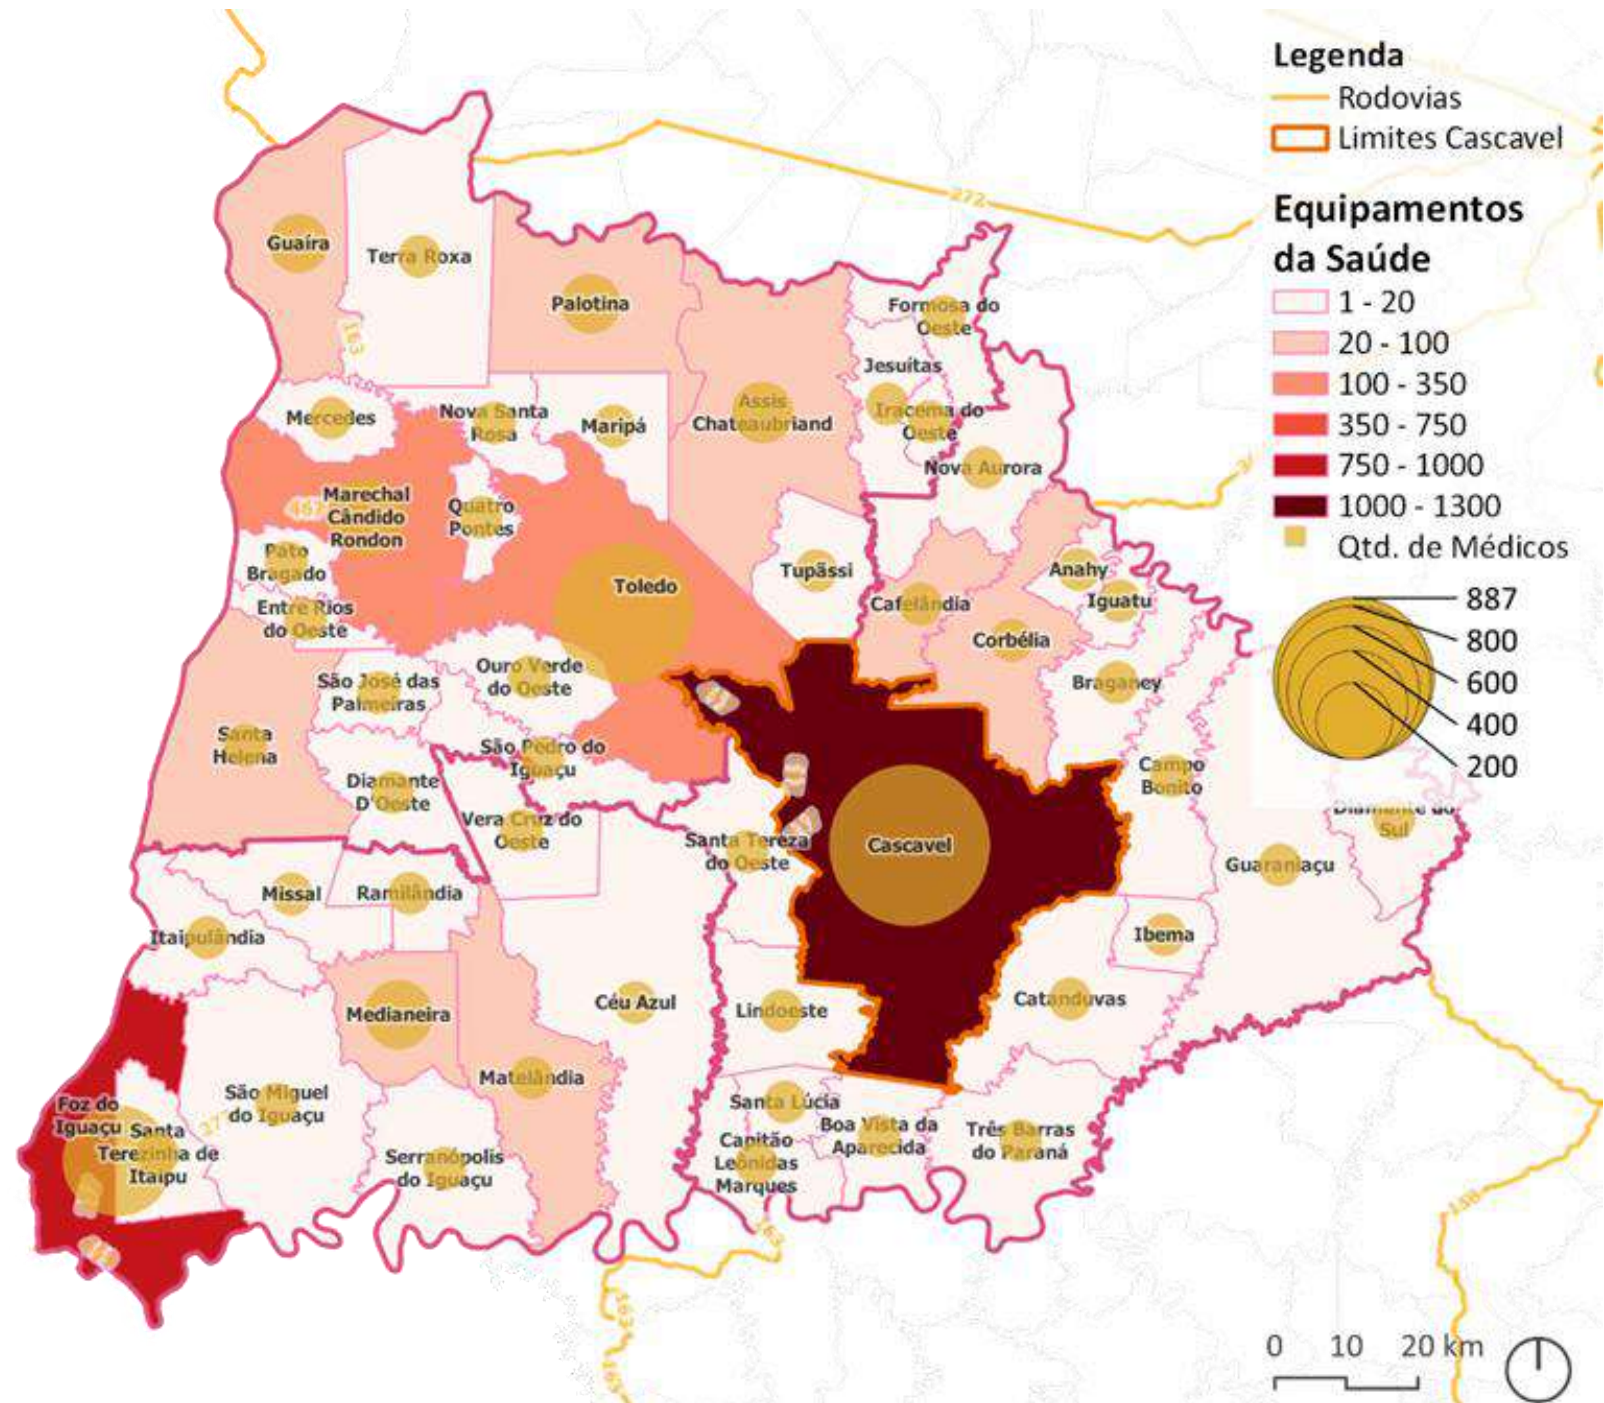 Legenda
Rodovias
Limites Cascavel
Equipamentos
da Saúde
1 - 20
20 - 100
100 - 350
350 - 750
750 - 1000
1000 - 1300
Qtd. de Médicos
887
800
600
400
200
272
Guaíra
Terra Roxa
163
Palotina
Formosa do
Oeste
Jesuítas
Assis
Chateaubriand
Iracema do
Oeste
Mercedes
Nova Santa
Rosa
Maripá
Nova Aurora
Marechal
Cândido
Rondon
467
Quatro
Pontes
Pato
Bragado
Toledo
Tupãssi
Anahy
Iguatu
Entre Rios
do Oeste
Cafelândia
Corbélia
Ouro Verde
do Oeste
São José das
Palmeiras
Braganey
Santa
Helena
São Pedro do
Iguaçu
Diamante
D'Oeste
Campo
Bonito
Vera Cruz do
Oeste
Santa Tereza
do Oeste
Cascavel
Diamante do
Sul
Guaraniaçu
Missal
Ramilândia
Itaipulândia
Ibema
Medianeira
Céu Azul
Lindoeste
Catanduvas
Matelândia
São Miguel
do Iguaçu
Foz do
Iguaçu
Santa
Terezinha de
Itaipu
Santa Lúcia
Boa Vista da
Aparecida
Capitão
Leônidas
Marques
Três Barras
do Paraná
Serranópolis
do Iguaçu
163
163
163
0 10 20 km